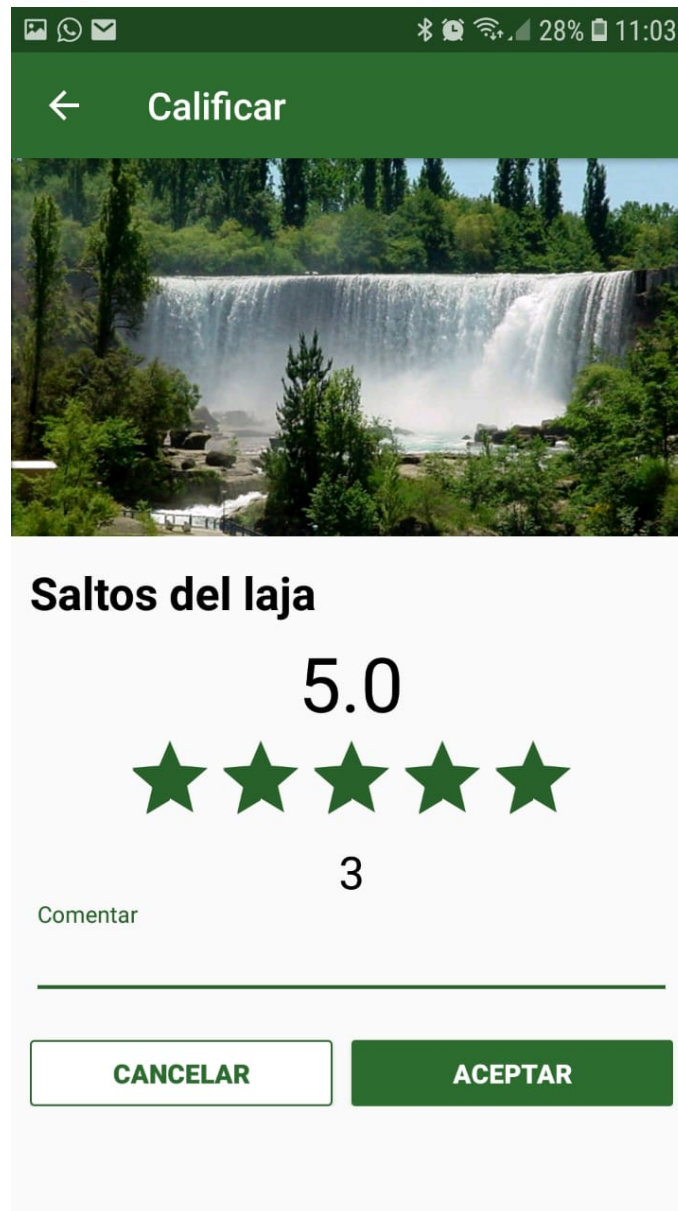 28% 11:03
Calificar
Saltos del laja
5.0
3
Comentar
CANCELAR
ACEPTAR